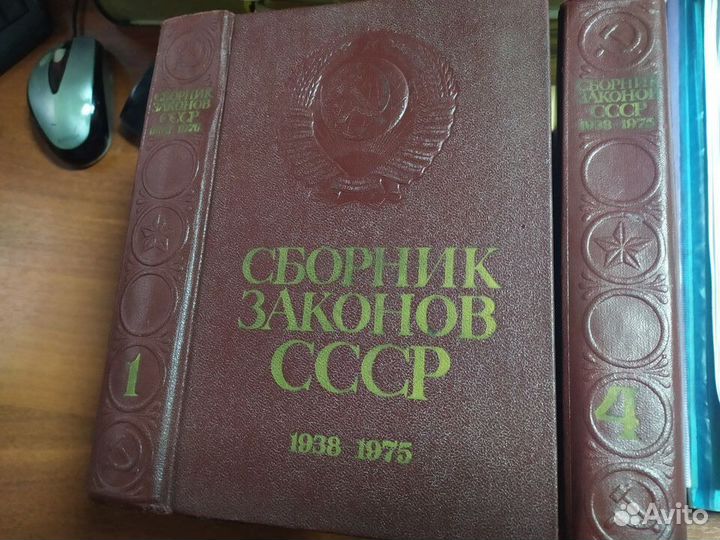 СБОРНИК
ЗАКОНОВ
СССР
1
СБОРНИК
ЗАКОНОВ
СССР
1938 1975
СБОРНИК
ЗАКОНОВ
СССР
1938-1975
4
Avito